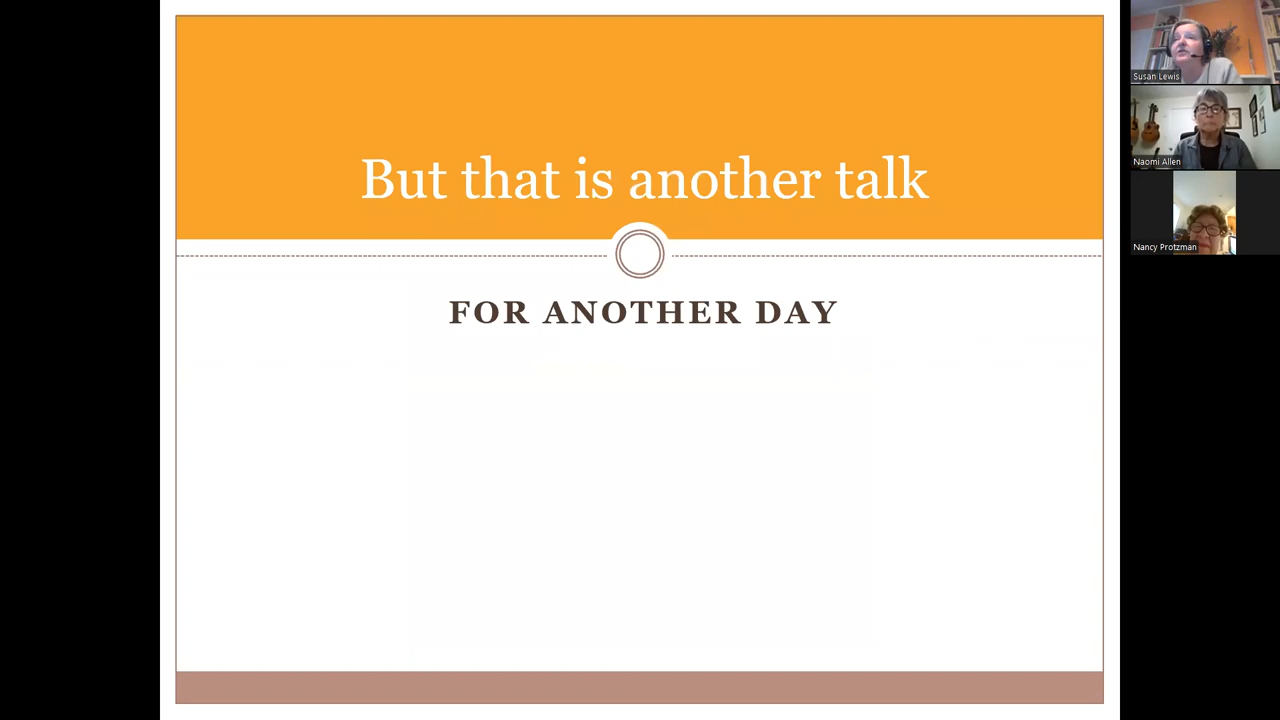 But that is another talk
FOR ANOTHER DAY
Susan Lewis
Naomi Allen
Nancy Protzman